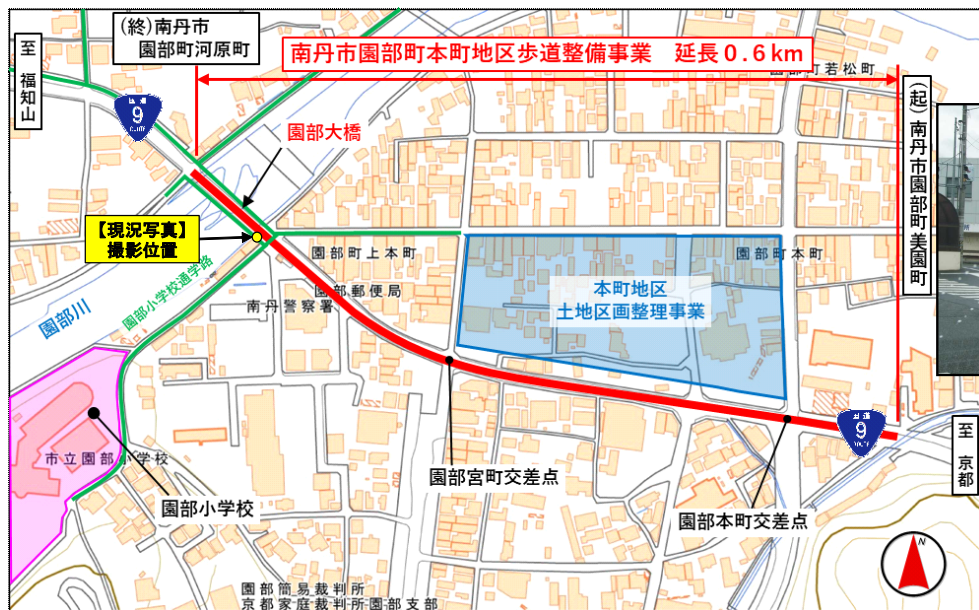 至 福知山
(終)南丹市
園部町河原町
南丹市園部町本町地区歩道整備事業 延長0.6km
園部町若松町
(起)南丹市園部町美園町
国道
9
ROUTE
園部大橋
【現況写真】
撮影位置
園部町上本町
園部町本町
園部郵便局
南丹警察署
園部小学校通学路
園部川
本町地区
土地区画整理事業
市立園部小学校
園部小学校
園部宮町交差点
園部本町交差点
国道
9
ROUTE
至 京都
N
園部簡易裁判所
京都家庭裁判所園部支部